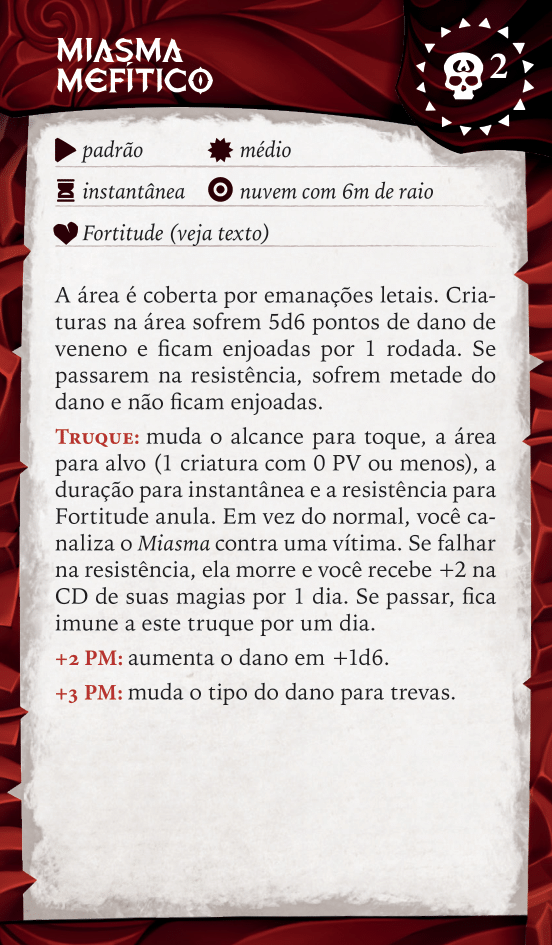 MIASMA
MEFÍTICO
2
padrão
médio
instantânea
nuvem com 6m de raio
Fortitude (veja texto)
A área é coberta por emanações letais. Cria-
turas na área sofrem 5d6 pontos de dano de
veneno e ficam enjoadas por 1 rodada. Se
passarem na resistência, sofrem metade do
dano e não ficam enjoadas.
TRUQUE: muda o alcance para toque, a área
para alvo (1 criatura com 0 PV ou menos), a
duração para instantânea e a resistência para
Fortitude anula. Em vez do normal, você ca-
naliza o Miasma contra uma vítima. Se falhar
na resistência, ela morre e você recebe +2 na
CD de suas magias por 1 dia. Se passar, fica
imune a este truque por um dia.
+2 PM: aumenta o dano em +1d6.
+3 PM: muda o tipo do dano para trevas.